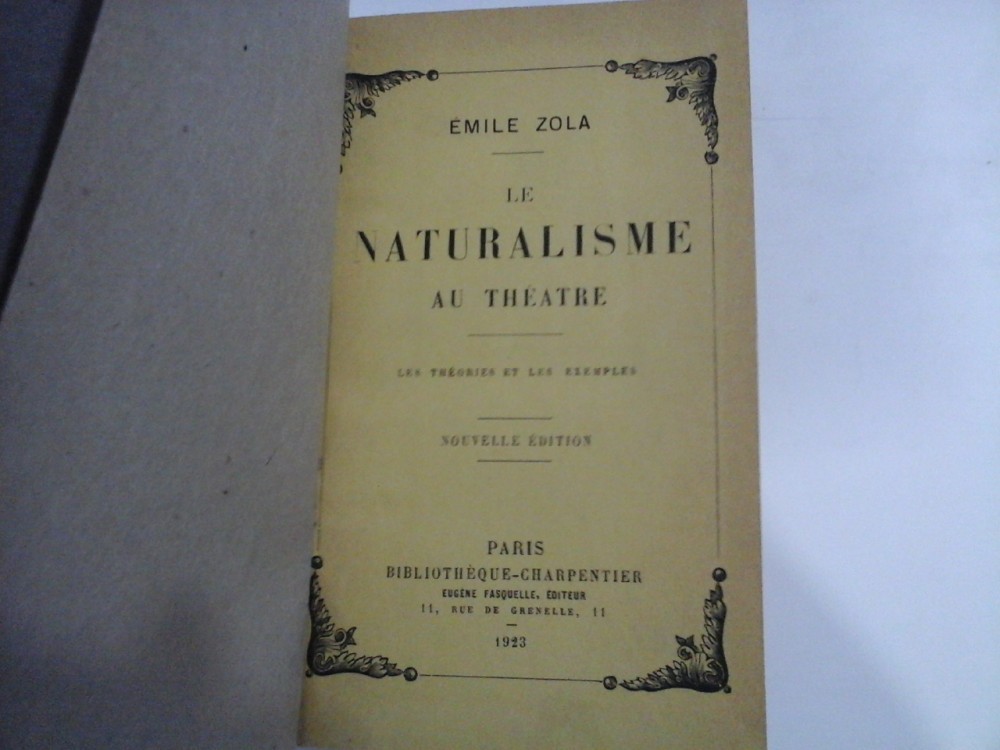 ÉMILE ZOLA
LE
NATURALISME
AU THÉATRE
LES THÉORIES ET LES EXEMPLES
NOUVELLE ÉDITION
PARIS
BIBLIOTHÈQUE-CHARPENTIER
EUGÈNE FASQUELLE, ÉDITEUR
11, RUE DE GRENELLE, 11
1923